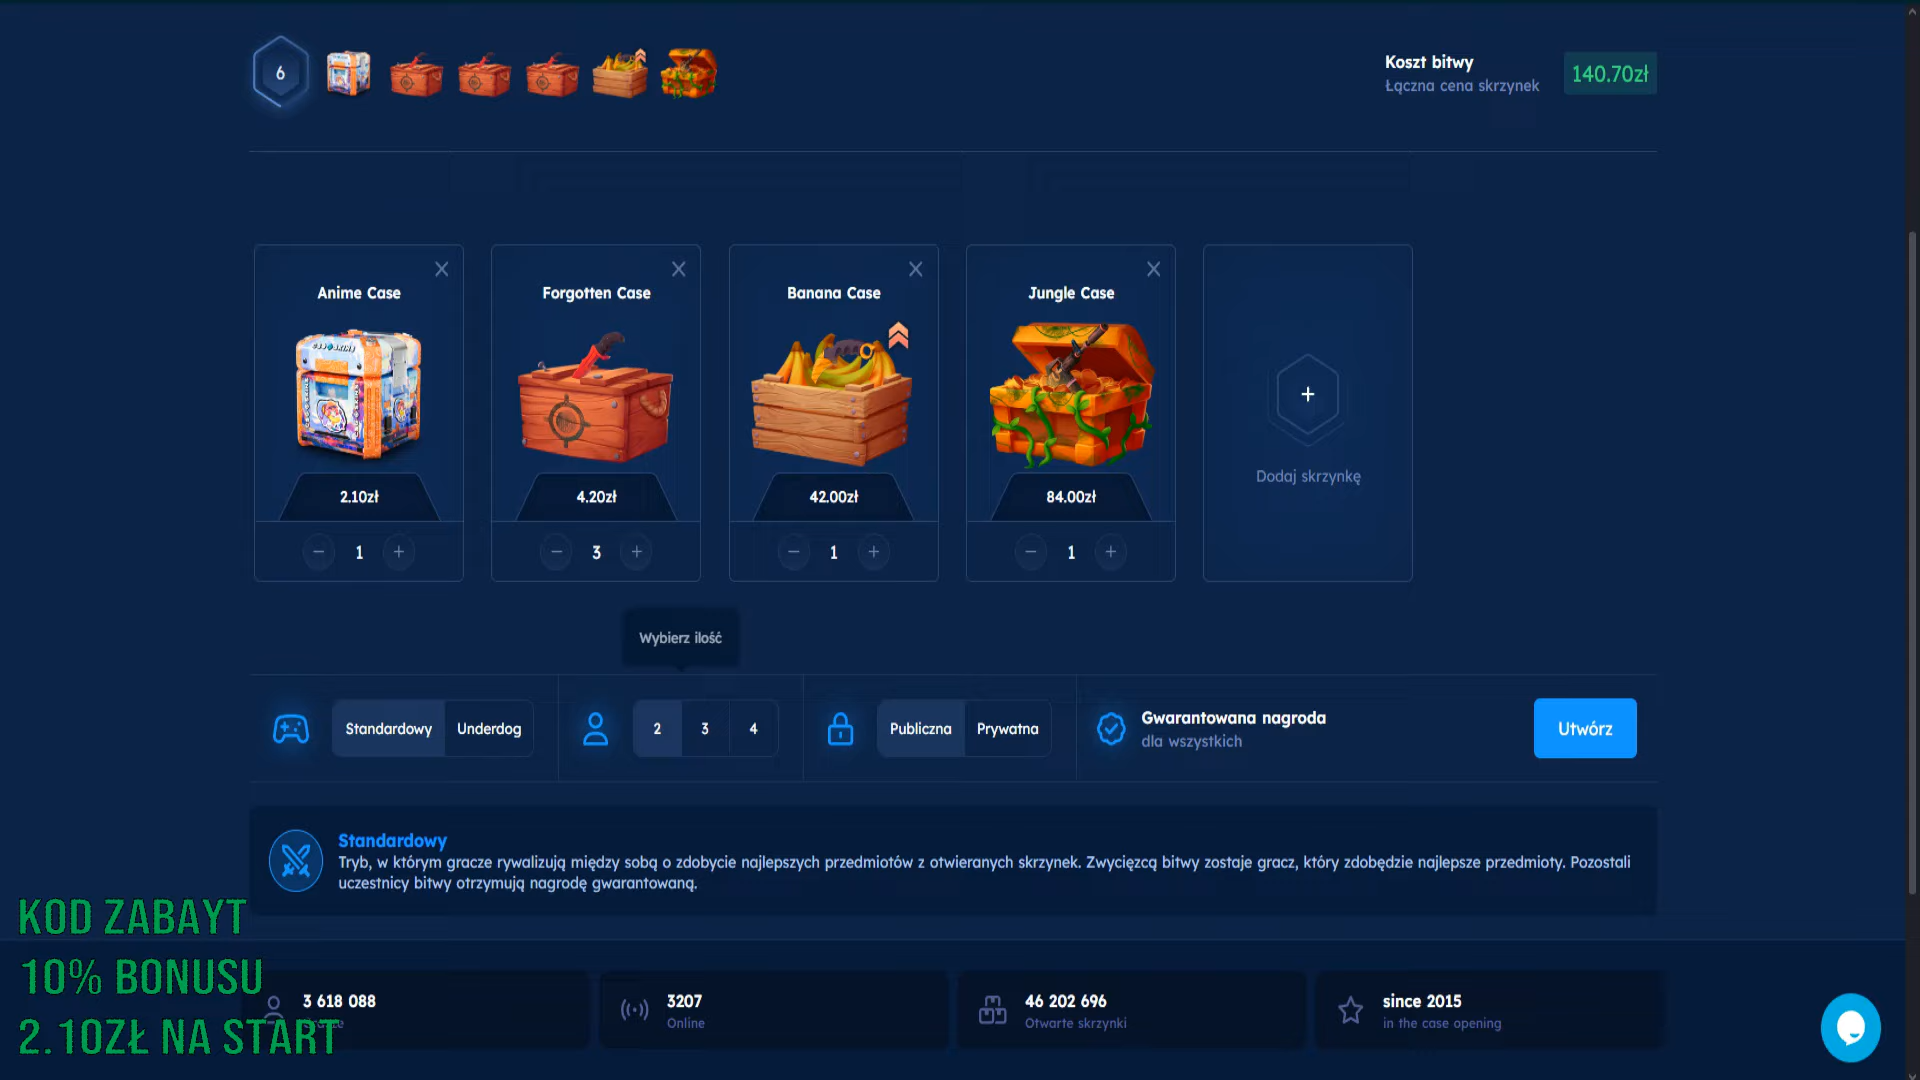 6
Koszt bitwy
Łączna cena skrzynek
140.70zł
Anime Case
Forgotten Case
Banana Case
Jungle Case
2.10zł
4.20zł
42.00zł
84.00zł
Dodaj skrzynkę
1
3
1
1
Wybierz ilość
Standardowy
Underdog
2
3
4
Publiczna
Prywatna
Gwarantowana nagroda
dla wszystkich
Utwórz
Standardowy
Tryb, w którym gracze rywalizują między sobą o zdobycie najlepszych przedmiotów z otwieranych skrzynek. Zwycięzcą bitwy zostaje gracz, który zdobędzie najlepsze przedmioty. Pozostali
uczestnicy bitwy otrzymują nagrodę gwarantowaną.
KOD ZABAYT
10% BONUSU
2.10ZŁ NA START
3 618 088
3207
Online
46 202 696
Otwarte skrzynki
since 2015
in the case opening